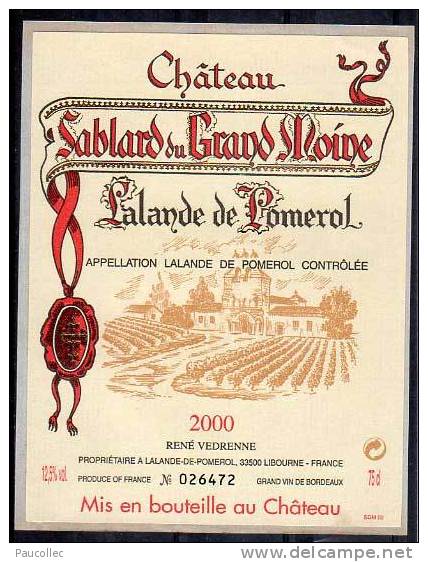 Château
Sablard du Grand Moine
Lalande de Pomerol
APPELLATION LALANDE DE POMEROL CONTRÔLÉE
2000
RENÉ VEDRENNE
PROPRIÉTAIRE A LALANDE-DE-POMEROL, 33500 LIBOURNE - FRANCE
12,5% vol. PRODUCE OF FRANCE № 026472 GRAND VIN DE BORDEAUX 75 cl
Mis en bouteille au Château
Paucollec
delcampe.net